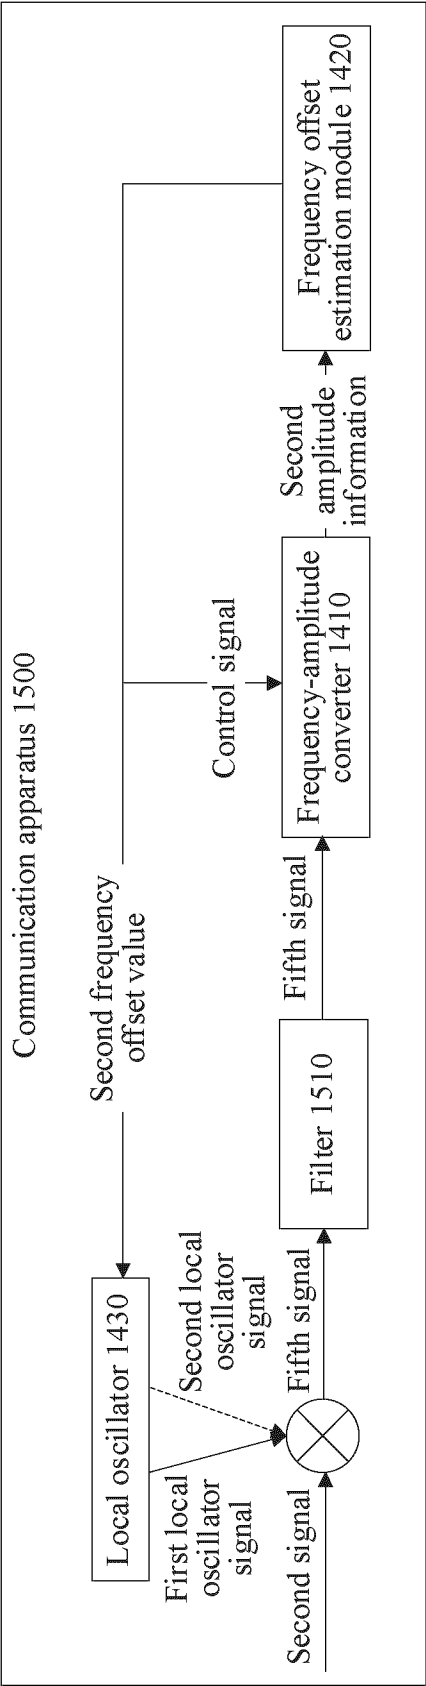 Communication apparatus 1500
Local oscillator 1430
Second frequency
offset value
First local
oscillator
signal
Second local
oscillator
signal
Control signal
Second signal
Fifth signal
Filter 1510
Fifth signal
Frequency-amplitude
converter 1410
Second
amplitude
information
Frequency offset
estimation module 1420